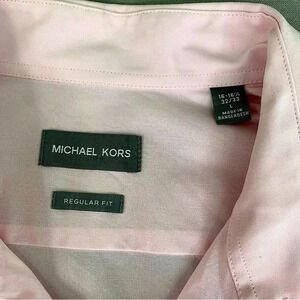 16-16½
32/33
L
MADE IN
BANGLADESH
MICHAEL KORS
REGULAR FIT